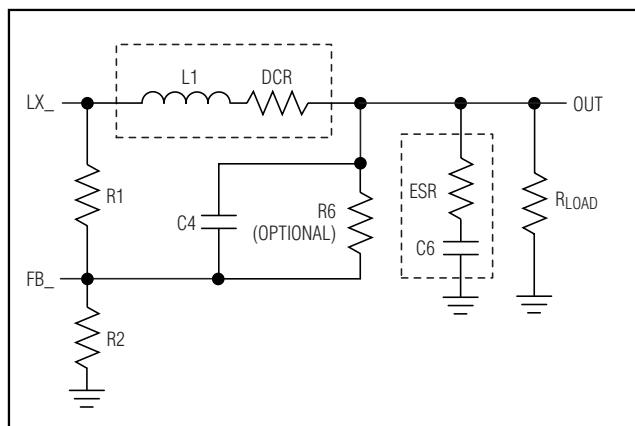 L1
DCR
LX_
OUT
R1
C4
R6
(OPTIONAL)
ESR
C6
RLOAD
FB_
R2